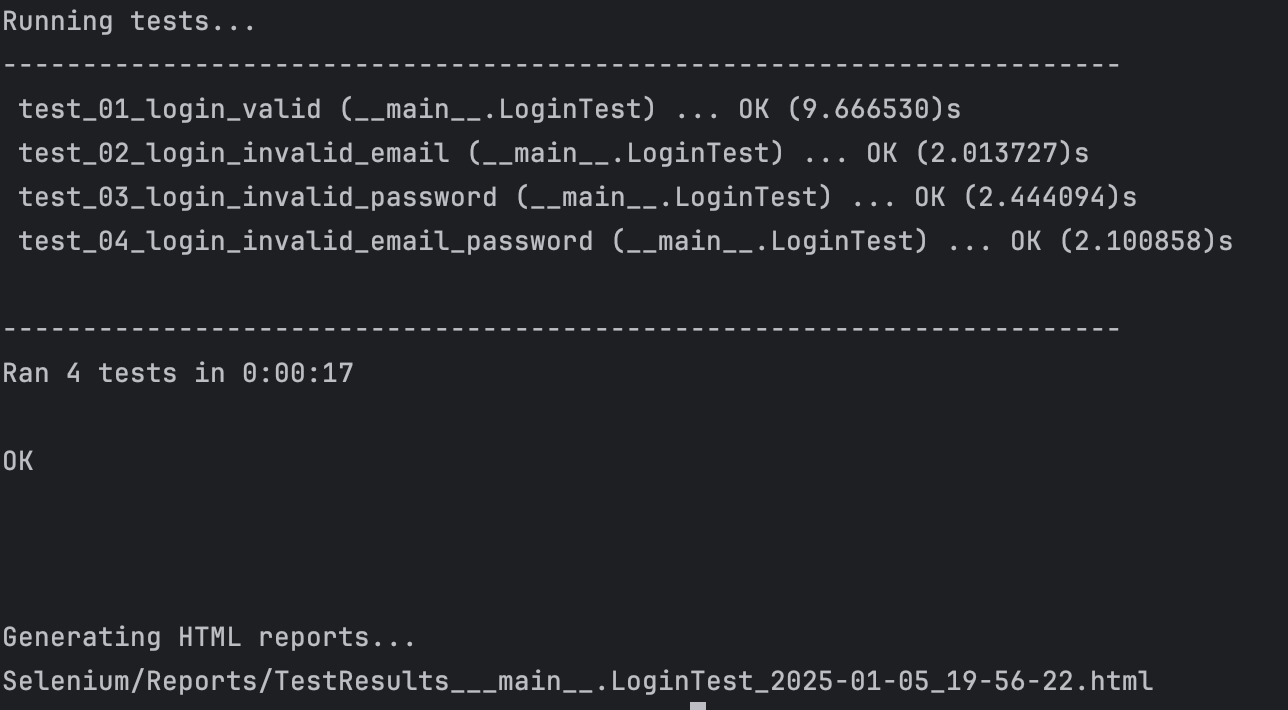 Running tests...
----------------------------------------------------------------------
 test_01_login_valid (__main__.LoginTest) ... OK (9.666530)s
 test_02_login_invalid_email (__main__.LoginTest) ... OK (2.013727)s
 test_03_login_invalid_password (__main__.LoginTest) ... OK (2.444094)s
 test_04_login_invalid_email_password (__main__.LoginTest) ... OK (2.100858)s
----------------------------------------------------------------------
Ran 4 tests in 0:00:17
OK
Generating HTML reports...
Selenium/Reports/TestResults___main__.LoginTest_2025-01-05_19-56-22.html